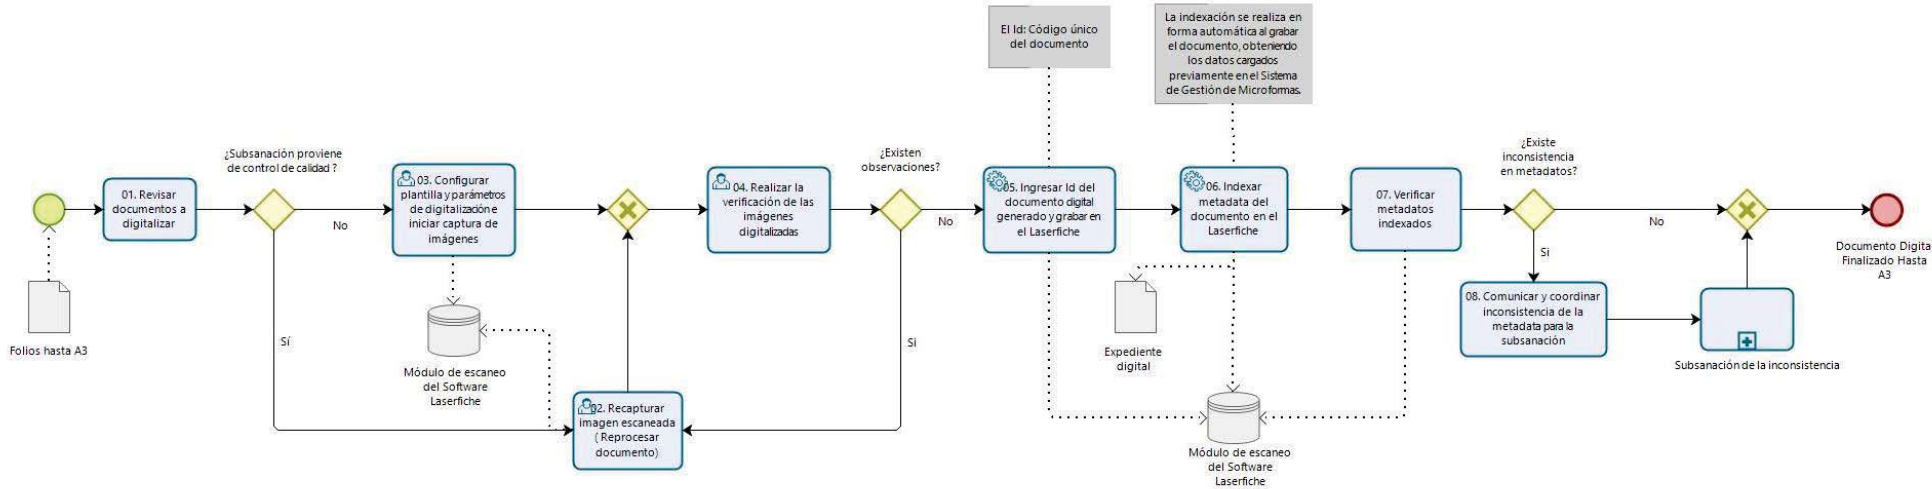 El Id: Código único
del documento
La indexación se realiza en
forma automática al grabar
el documento, obteniendo
los datos cargados
previamente en el Sistema
de Gestión de Microformas.
¿Subsanación proviene
de control de calidad ?
¿Existen
observaciones?
¿Existe
inconsistencia
en metadatos?
01. Revisar
documentos a
digitalizar
No
03. Configurar
plantilla y parámetros
de digitalización e
iniciar captura de
imágenes
04. Realizar la
verificación de las
imágenes
digitalizadas
No
05. Ingresar Id del
documento digital
generado y grabar en
el Laserfiche
06. Indexar
metadata del
documento en el
Laserfiche
07. Verificar
metadatos
indexados
No
Si
Documento Digita
Finalizado Hasta
A3
Folios hasta A3
Sí
Módulo de escaneo
del Software
Laserfiche
Si
Expediente
digital
08. Comunicar y coordinar
inconsistencia de la
metadata para la
subsanación
Subsanación de la inconsistencia
02. Recapturar
imagen escaneada
( Reprocesar
documento)
Módulo de escaneo
del Software
Laserfiche